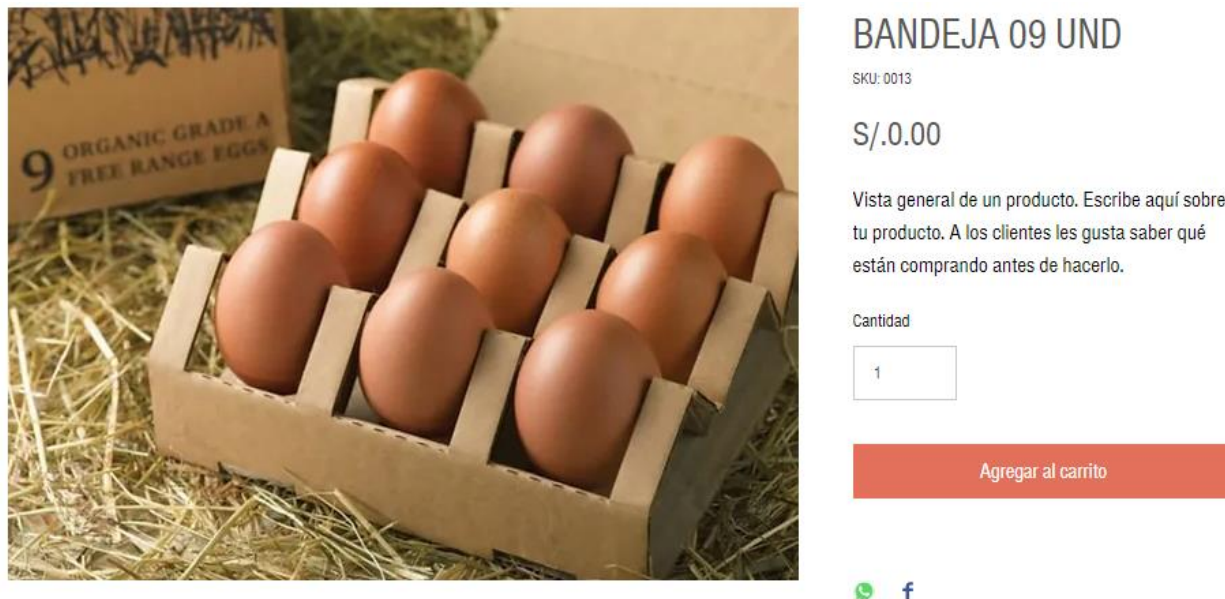 9 ORGANIC GRADE A
FREE RANGE EGGS
BANDEJA 09 UND
SKU: 0013
S/.0.00
Vista general de un producto. Escribe aquí sobre
tu producto. A los clientes les gusta saber qué
están comprando antes de hacerlo.
Cantidad
1
Agregar al carrito